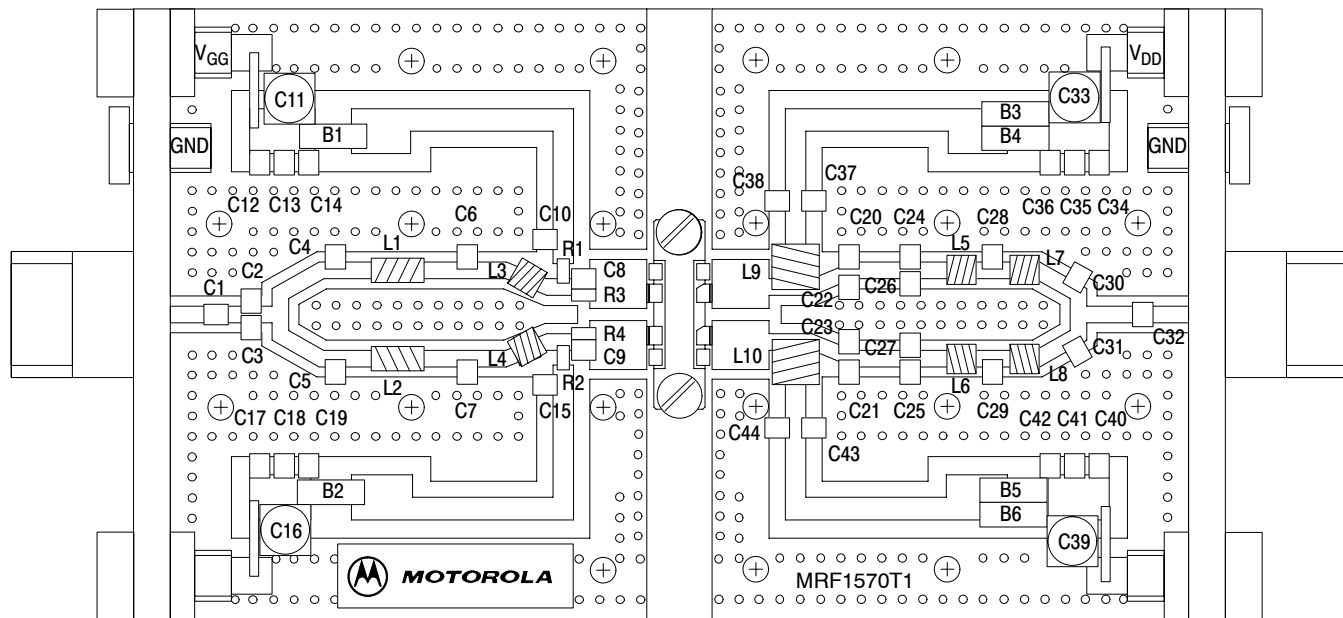 VGG
VDD
C11
C33
B1
B3
B4
GND
GND
C38
C37
C12 C13 C14
C6
C10
C20 C24 C28
C36 C35 C34
C4
L1
R1
L5
L7
C2
L3
C8
L9
C26
C30
C1
R3
C22
C3
R4
C23
C32
C5
L4
C9
L10
C27
C31
L2
R2
L6
L8
C17 C18 C19
C7
C15
C21 C25 C29
C42 C41 C40
C44
C43
B2
B5
B6
C16
C39
MOTOROLA
MRF1570T1